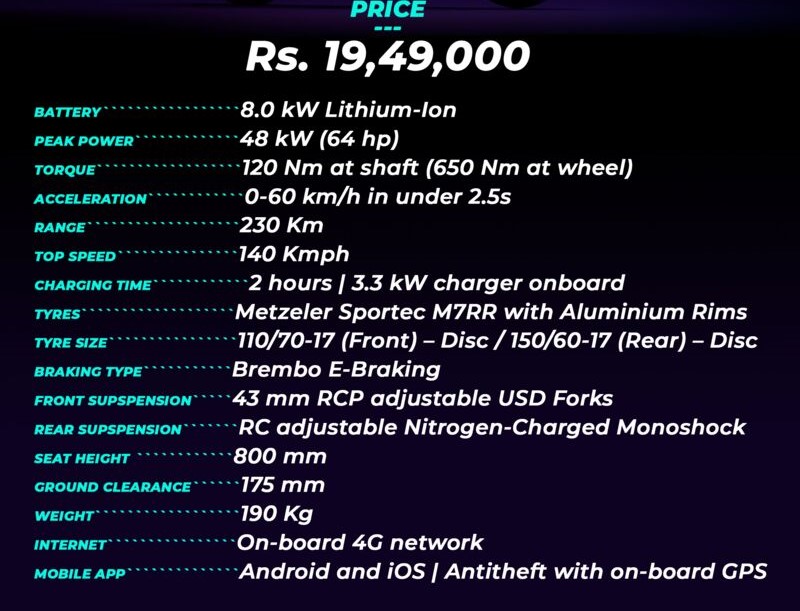 PRICE
---
Rs. 19,49,000
BATTERY 8.0 kW Lithium-Ion
PEAK POWER 48 kW (64 hp)
TORQUE 120 Nm at shaft (650 Nm at wheel)
ACCELERATION 0-60 km/h in under 2.5s
RANGE 230 Km
TOP SPEED 140 Kmph
CHARGING TIME 2 hours | 3.3 kW charger onboard
TYRES Metzeler Sportec M7RR with Aluminium Rims
TYRE SIZE 110/70-17 (Front) – Disc / 150/60-17 (Rear) – Disc
BRAKING TYPE Brembo E-Braking
FRONT SUPSPENSION 43 mm RCP adjustable USD Forks
REAR SUPSPENSION RC adjustable Nitrogen-Charged Monoshock
SEAT HEIGHT 800 mm
GROUND CLEARANCE 175 mm
WEIGHT 190 Kg
INTERNET On-board 4G network
MOBILE APP Android and iOS | Antitheft with on-board GPS